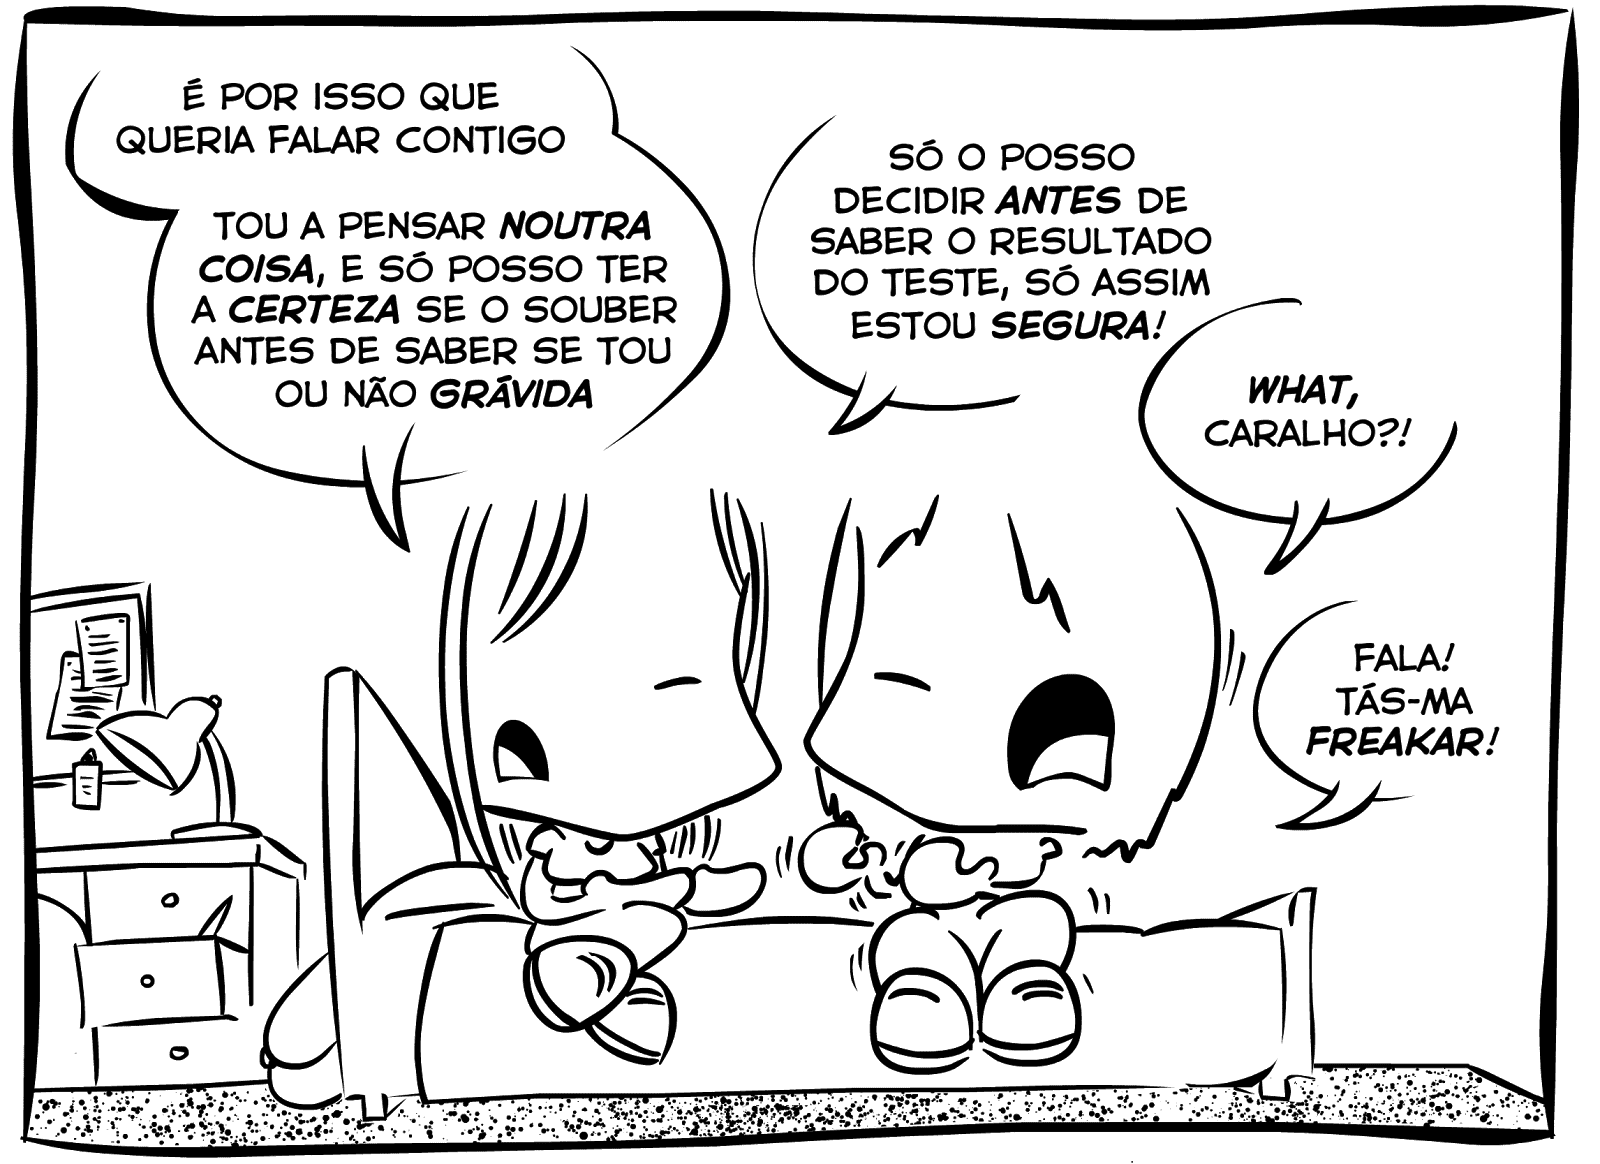 É POR ISSO QUE
QUERIA FALAR CONTIGO
TOU A PENSAR NOUTRA
COISA, E SÓ POSSO TER
A CERTEZA SE O SOUBER
ANTES DE SABER SE TOU
OU NÃO GRÁVIDA
SÓ O POSSO
DECIDIR ANTES DE
SABER O RESULTADO
DO TESTE, SÓ ASSIM
ESTOU SEGURA!
WHAT,
CARALHO?!
FALA!
TÁS-MA
FREAKAR!